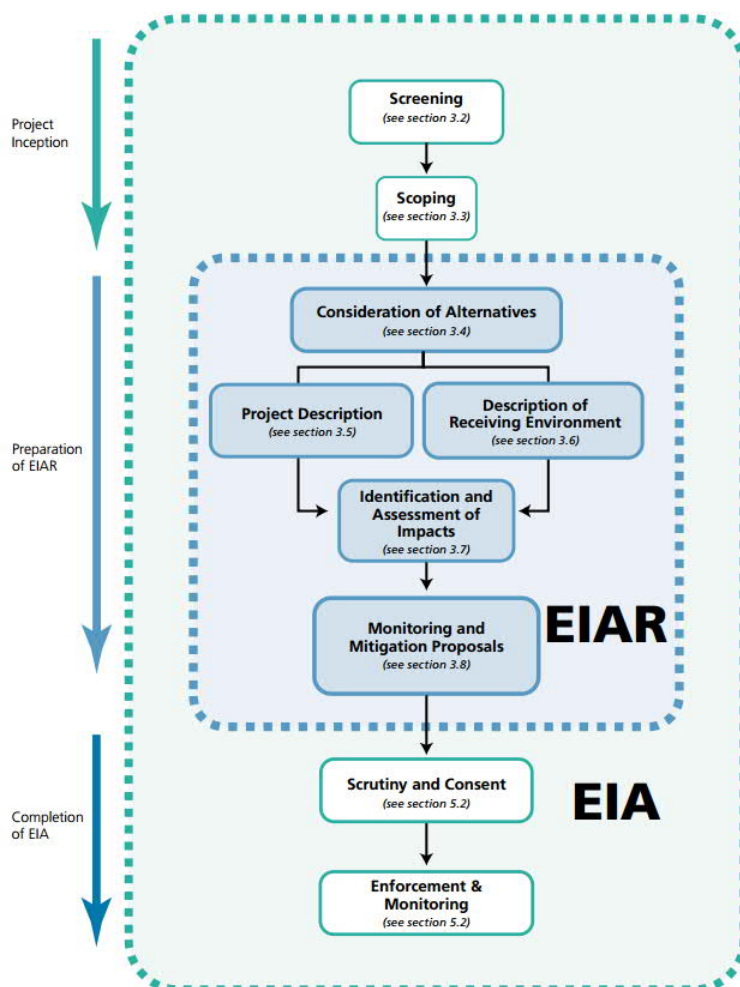 Project
Inception
Screening
(see section 3.2)
Scoping
(see section 3.3)
Preparation
of EIAR
Consideration of Alternatives
(see section 3.4)
Project Description
(see section 3.5)
Description of
Receiving Environment
(see section 3.6)
Identification and
Assessment of
Impacts
(see section 3.7)
Monitoring and
Mitigation Proposals
(see section 3.8)
EIAR
Completion
of EIA
Scrutiny and Consent
(see section 5.2)
EIA
Enforcement &
Monitoring
(see section 5.2)